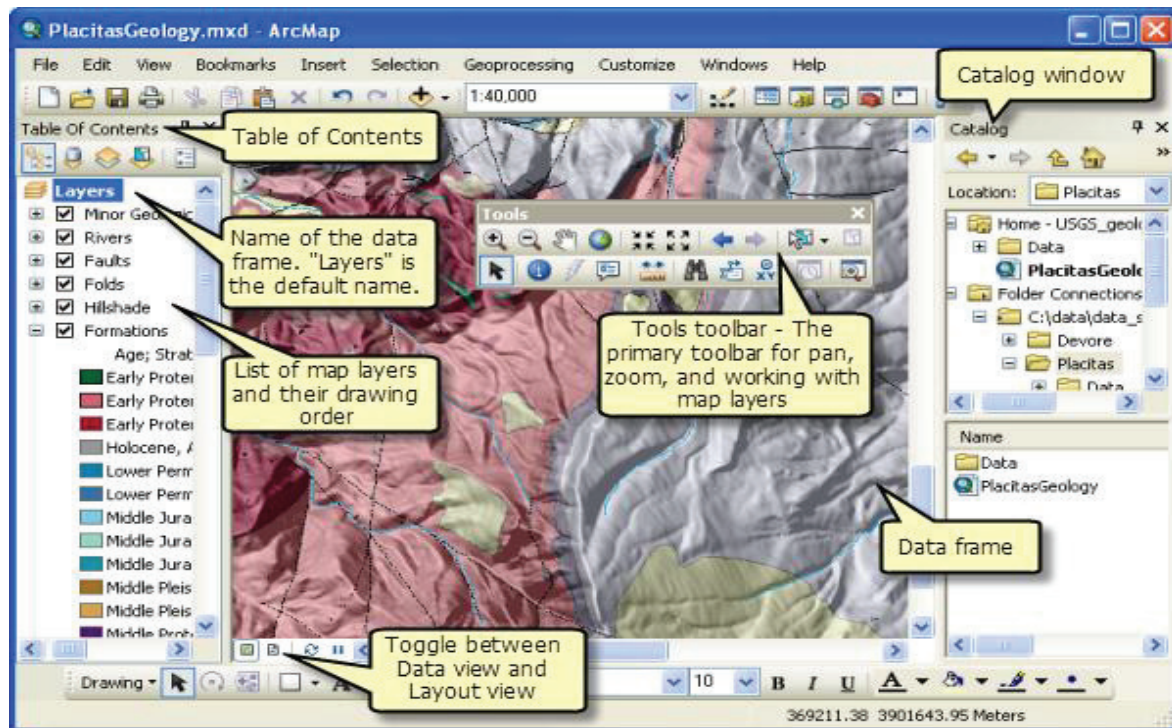 PlacitasGeology.mxd - ArcMap
File Edit View Bookmarks Insert Selection Geoprocessing Customize Windows Help
Catalog window
1:40,000
Table Of Contents
Table of Contents
Catalog
Location: Placitas
Layers
Minor
Rivers
Faults
Folds
Hillshade
Formations
Age; Strat
Early Proter
Early Proter
Early Proter
Holocene, A
Lower Perm
Lower Perm
Middle Jura
Middle Jura
Middle Jura
Middle Pleis
Middle Pleis
Middle Prot
Name of the data
frame. "Layers" is
the default name.
List of map layers
and their drawing
order
Tools
Tools toolbar - The
primary toolbar for pan,
zoom, and working with
map layers
Home - USGS_geolo
Data
PlacitasGeolo
Folder Connections
C:\data\data_s
Devore
Placitas
Data
Name
Data
PlacitasGeology
Data frame
Toggle between
Data view and
Layout view
Drawing A 10 B I U A
369211.38 3901643.95 Meters